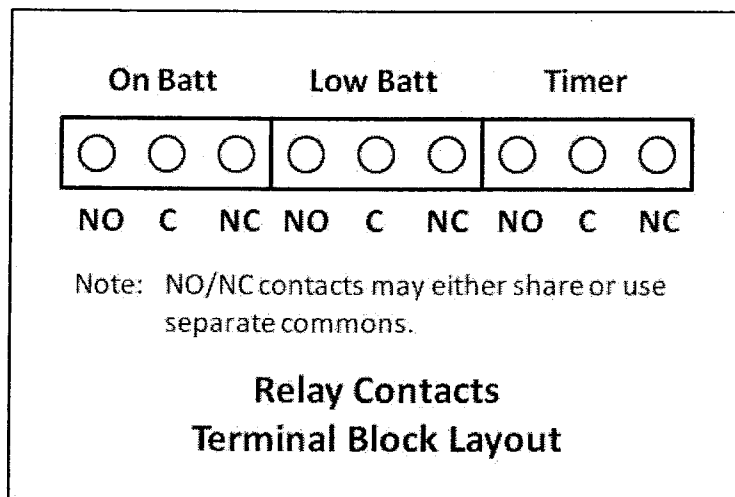 On Batt Low Batt Timer
NO C NC NO C NC NO C NC
Note: NO/NC contacts may either share or use
separate commons.
Relay Contacts
Terminal Block Layout